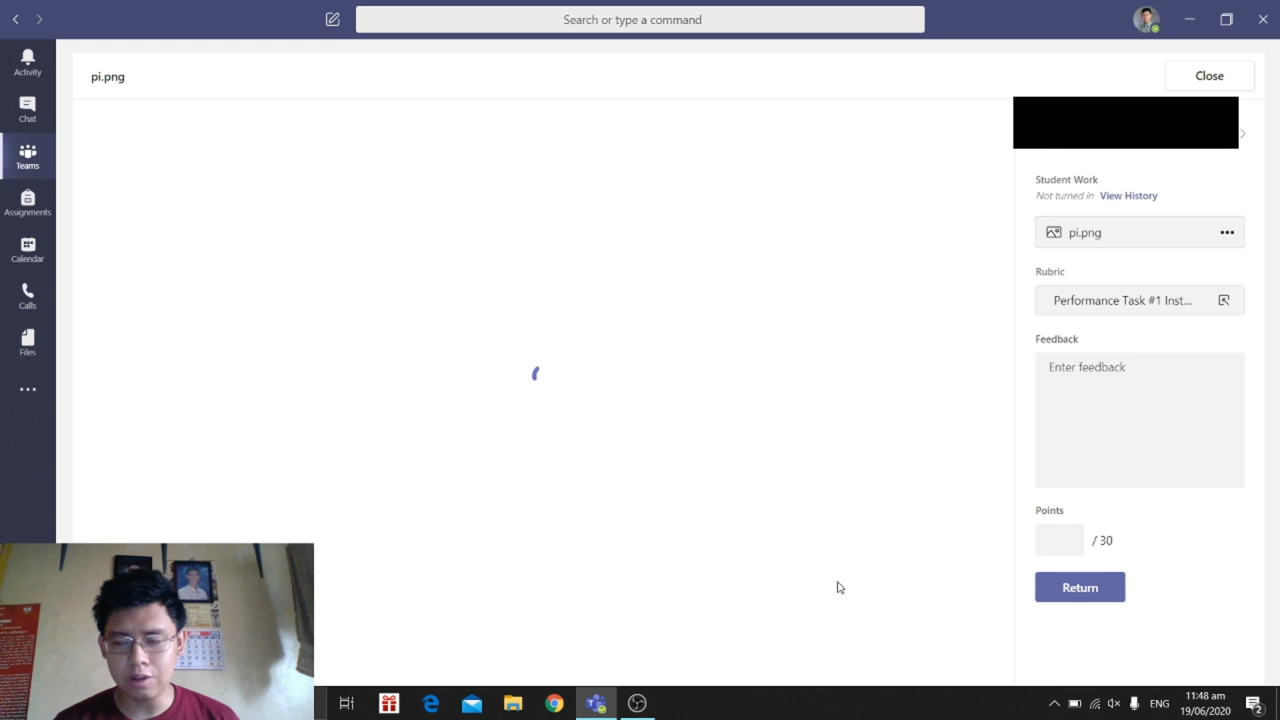 Search or type a command
Activity
Chat
Teams
Assignments
Calendar
Calls
Files
pi.png
Close
Student Work
Not turned in View History
pi.png
Rubric
Performance Task #1 Inst...
Feedback
Enter feedback
Points
/ 30
Return
ENG
11:48 am
19/06/2020
2